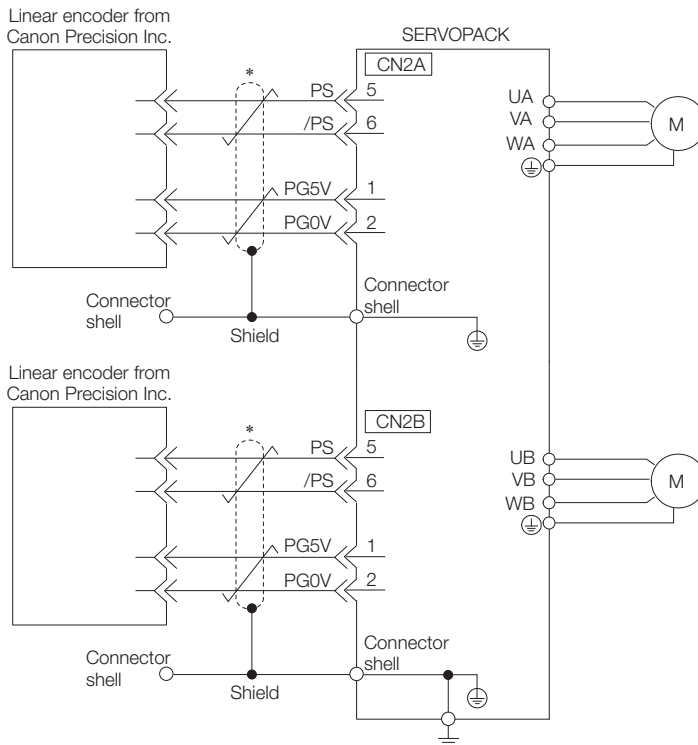 Linear encoder from
Canon Precision Inc.
SERVOPACK
CN2A
*
PS 5
/PS 6
PG5V 1
PG0V 2
UA
VA
WA
M
Connector
shell
Connector
shell
Shield
Linear encoder from
Canon Precision Inc.
CN2B
*
PS 5
/PS 6
PG5V 1
PG0V 2
UB
VB
WB
M
Connector
shell
Connector
shell
Shield